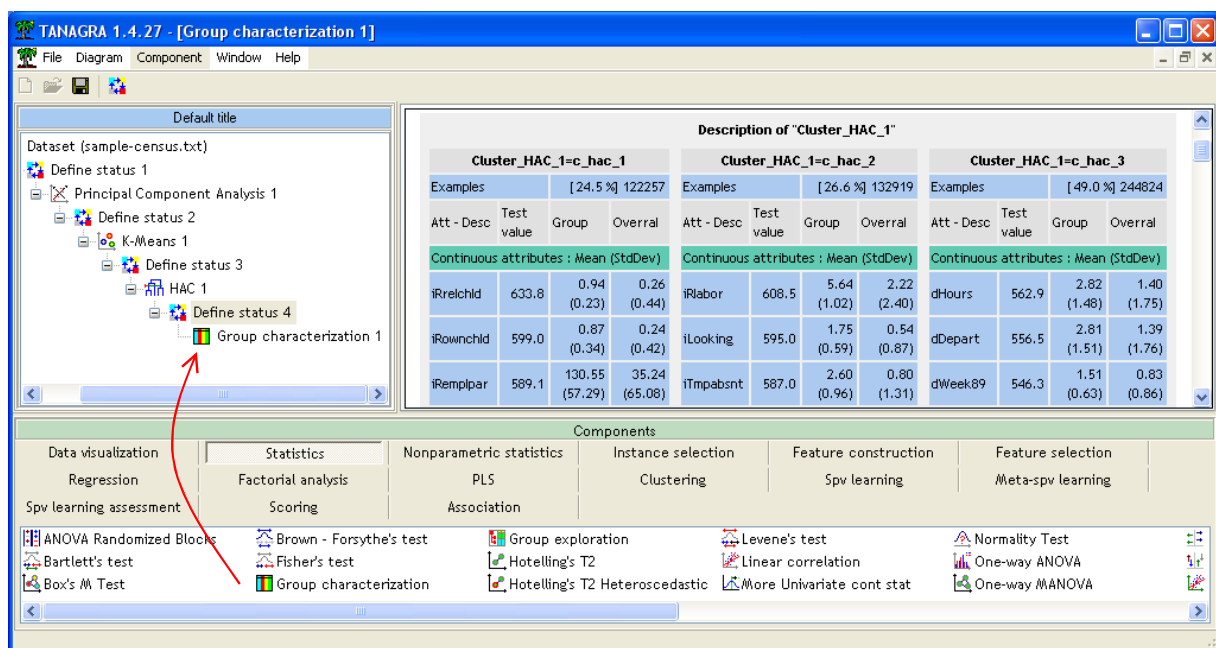 TANAGRA 1.4.27 - [Group characterization 1]
File Diagram Component Window Help
Default title
Dataset (sample-census.txt)
Define status 1
Principal Component Analysis 1
Define status 2
K-Means 1
Define status 3
HAC 1
Define status 4
Group characterization 1
Description of "Cluster_HAC_1"
Cluster_HAC_1=c_hac_1 Cluster_HAC_1=c_hac_2 Cluster_HAC_1=c_hac_3
Examples [ 24.5 %] 122257 Examples [ 26.6 %] 132919 Examples [ 49.0 %] 244824
Att - Desc Test value Group Overral Att - Desc Test value Group Overral Att - Desc Test value Group Overral
Continuous attributes : Mean (StdDev) Continuous attributes : Mean (StdDev) Continuous attributes : Mean (StdDev)
iRrelchld 633.8 0.94 (0.23) 0.26 (0.44) iRlabor 608.5 5.64 (1.02) 2.22 (2.40) dHours 562.9 2.82 (1.48) 1.40 (1.75)
iRownchld 599.0 0.87 (0.34) 0.24 (0.42) iLooking 595.0 1.75 (0.59) 0.54 (0.87) dDepart 556.5 2.81 (1.51) 1.39 (1.76)
iRemplpar 589.1 130.55 (57.29) 35.24 (65.08) iTmpabsnt 587.0 2.60 (0.96) 0.80 (1.31) dWeek89 546.3 1.51 (0.63) 0.83 (0.86)
Components
Data visualization Statistics Nonparametric statistics Instance selection Feature construction Feature selection
Regression Factorial analysis PLS Clustering Spv learning Meta-spv learning
Spv learning assessment Scoring Association
ANOVA Randomized Blocks Brown - Forsythe's test Group exploration Levene's test Normality Test
Bartlett's test Fisher's test Hotelling's T2 Linear correlation One-way ANOVA
Box's M Test Group characterization Hotelling's T2 Heteroscedastic More Univariate cont stat One-way MANOVA